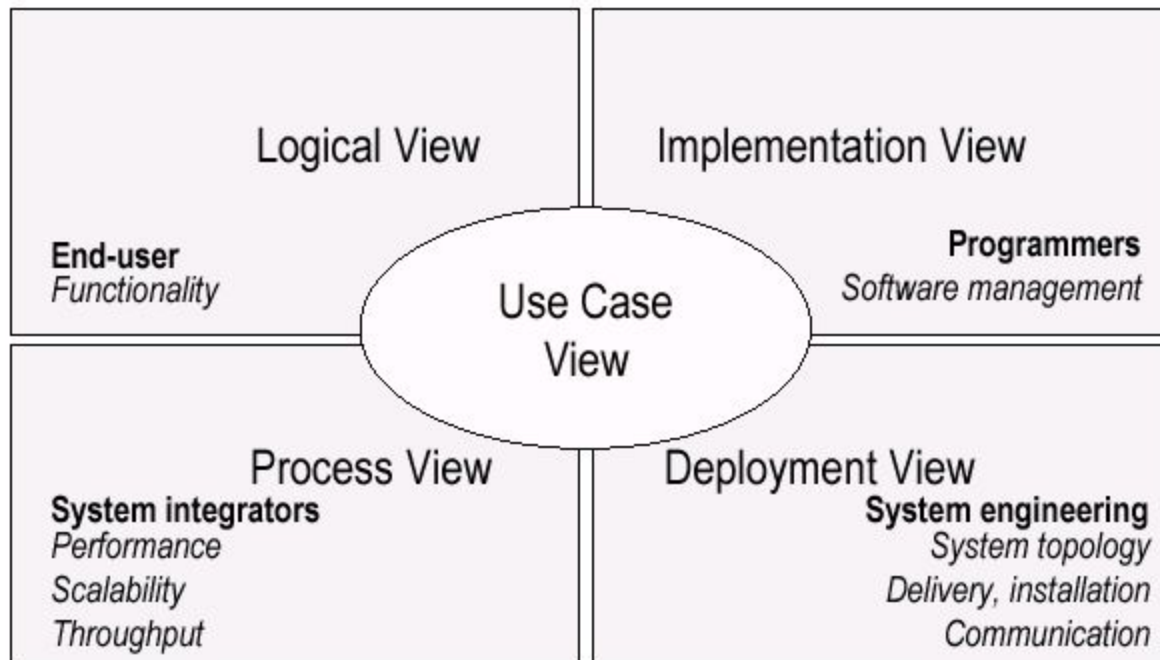 Logical View
End-user
Functionality
Implementation View
Programmers
Software management
Use Case
View
Process View
System integrators
Performance
Scalability
Throughput
Deployment View
System engineering
System topology
Delivery, installation
Communication